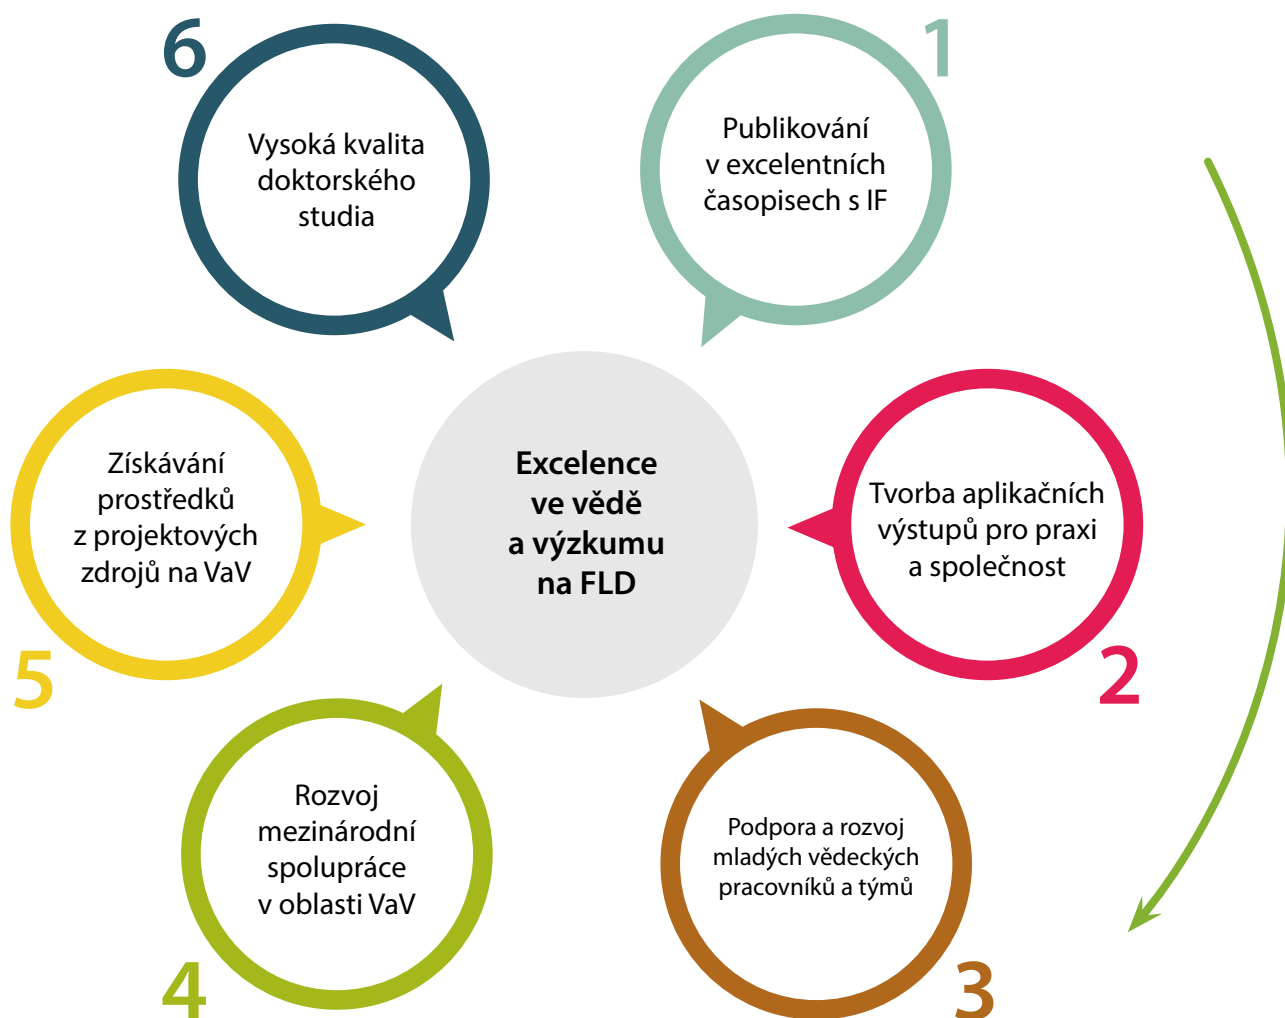 6
Vysoká kvalita
doktorského
studia
1
Publikování
v excelentních
časopisech s IF
Získávání
prostředků
z projektových
zdrojů na VaV
5
Excelence
ve vědě
a výzkumu
na FLD
Tvorba aplikačních
výstupů pro praxi
a společnost
2
Rozvoj
mezinárodní
spolupráce
v oblasti VaV
4
Podpora a rozvoj
mladých vědeckých
pracovníků a týmů
3